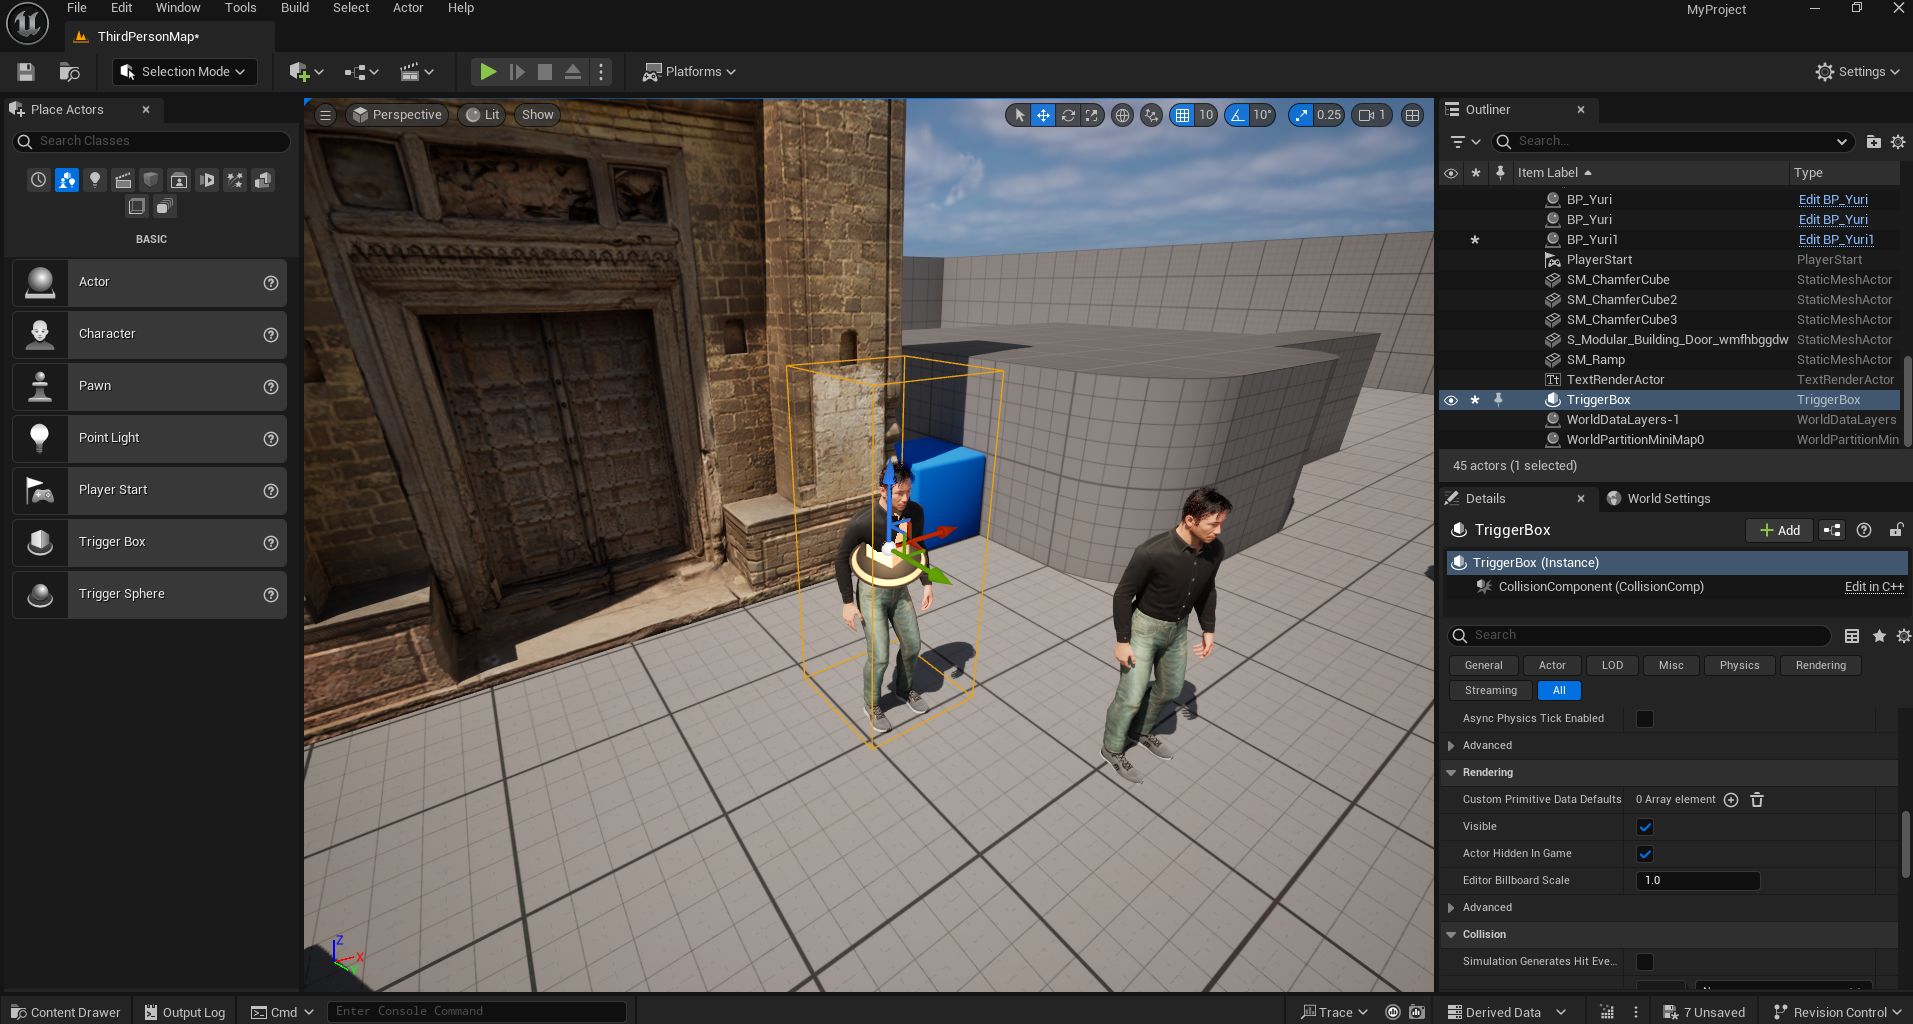 File Edit Window Tools Build Select Actor Help
MyProject
ThirdPersonMap*
Selection Mode
Platforms
Settings
Place Actors
Search Classes
BASIC
Actor
Character
Pawn
Point Light
Player Start
Trigger Box
Trigger Sphere
Perspective Lit Show
10 10° 0.25 1
Z
X
Y
Outliner
Search...
Item Label Type
BP_Yuri Edit BP_Yuri
BP_Yuri Edit BP_Yuri
BP_Yuri1 Edit BP_Yuri1
PlayerStart PlayerStart
SM_ChamferCube StaticMeshActor
SM_ChamferCube2 StaticMeshActor
SM_ChamferCube3 StaticMeshActor
S_Modular_Building_Door_wmfhbggdw StaticMeshActor
SM_Ramp StaticMeshActor
TextRenderActor TextRenderActor
TriggerBox TriggerBox
WorldDataLayers-1 WorldDataLayers
WorldPartitionMiniMap0 WorldPartitionMin
45 actors (1 selected)
Details World Settings
TriggerBox + Add
TriggerBox (Instance)
CollisionComponent (CollisionComp) Edit in C++
Search
General Actor LOD Misc Physics Rendering
Streaming All
Async Physics Tick Enabled
Advanced
Rendering
Custom Primitive Data Defaults 0 Array element
Visible
Actor Hidden In Game
Editor Billboard Scale 1.0
Advanced
Collision
Simulation Generates Hit Eve...
Content Drawer Output Log Cmd Enter Console Command
Trace Derived Data 7 Unsaved Revision Control